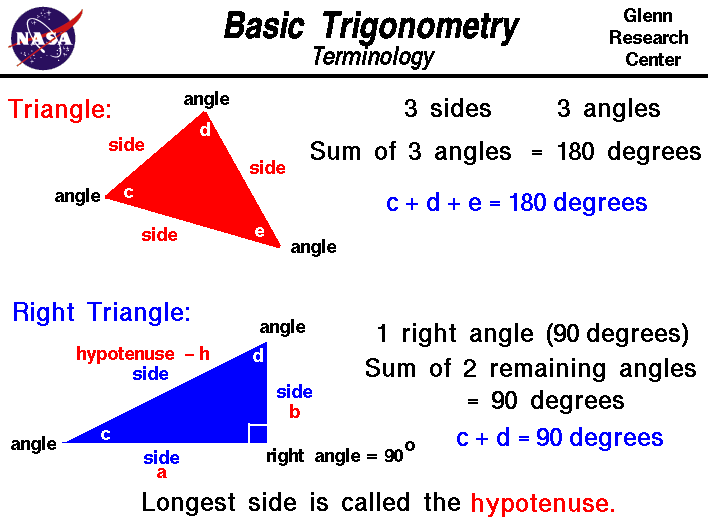 NASA
Basic Trigonometry
Terminology
Glenn
Research
Center
Triangle:
angle
d
side
side
angle
c
side
e
angle
3 sides 3 angles
Sum of 3 angles = 180 degrees
c + d + e = 180 degrees
Right Triangle:
angle
hypotenuse – h
side
d
side
b
angle
c
side
a
right angle = 90°
1 right angle (90 degrees)
Sum of 2 remaining angles
= 90 degrees
c + d = 90 degrees
Longest side is called the hypotenuse.